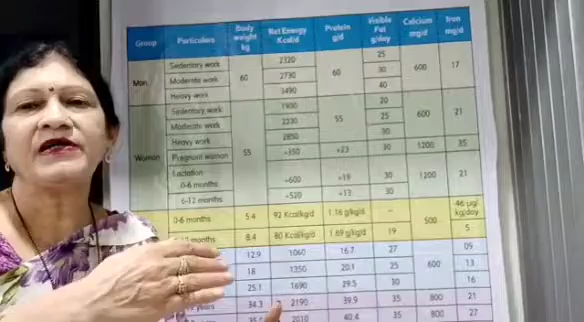 Group Particulars Body weight kg Net Energy Kcal/d Protein g/d Visible Fat g/day Calcium mg/d Iron mg/d
Man Sedentary work 60 2320 60 25 600 17
Moderate work 2730 30
Heavy work 3490 40
Woman Sedentary work 55 1900 55 20 600 21
Moderate work 2230 25
Heavy work 2850 30
Pregnant woman +350 +23 30 1200 35
Lactation
0-6 months +600 +19 30 1200 21
6-12 months +520 +13 30
0-6 months 5.4 92 Kcal/kg/d 1.16 g/kg/d – 500 46 µg/kg/day
months 8.4 80 Kcal/kg/d 1.69 g/kg/d 19 5
12.9 1060 16.7 27 600 09
18 1350 20.1 25 13
25.1 1690 29.5 30 16
years 34.3 2190 39.9 35 800 21
2010 40.4 35 800 27